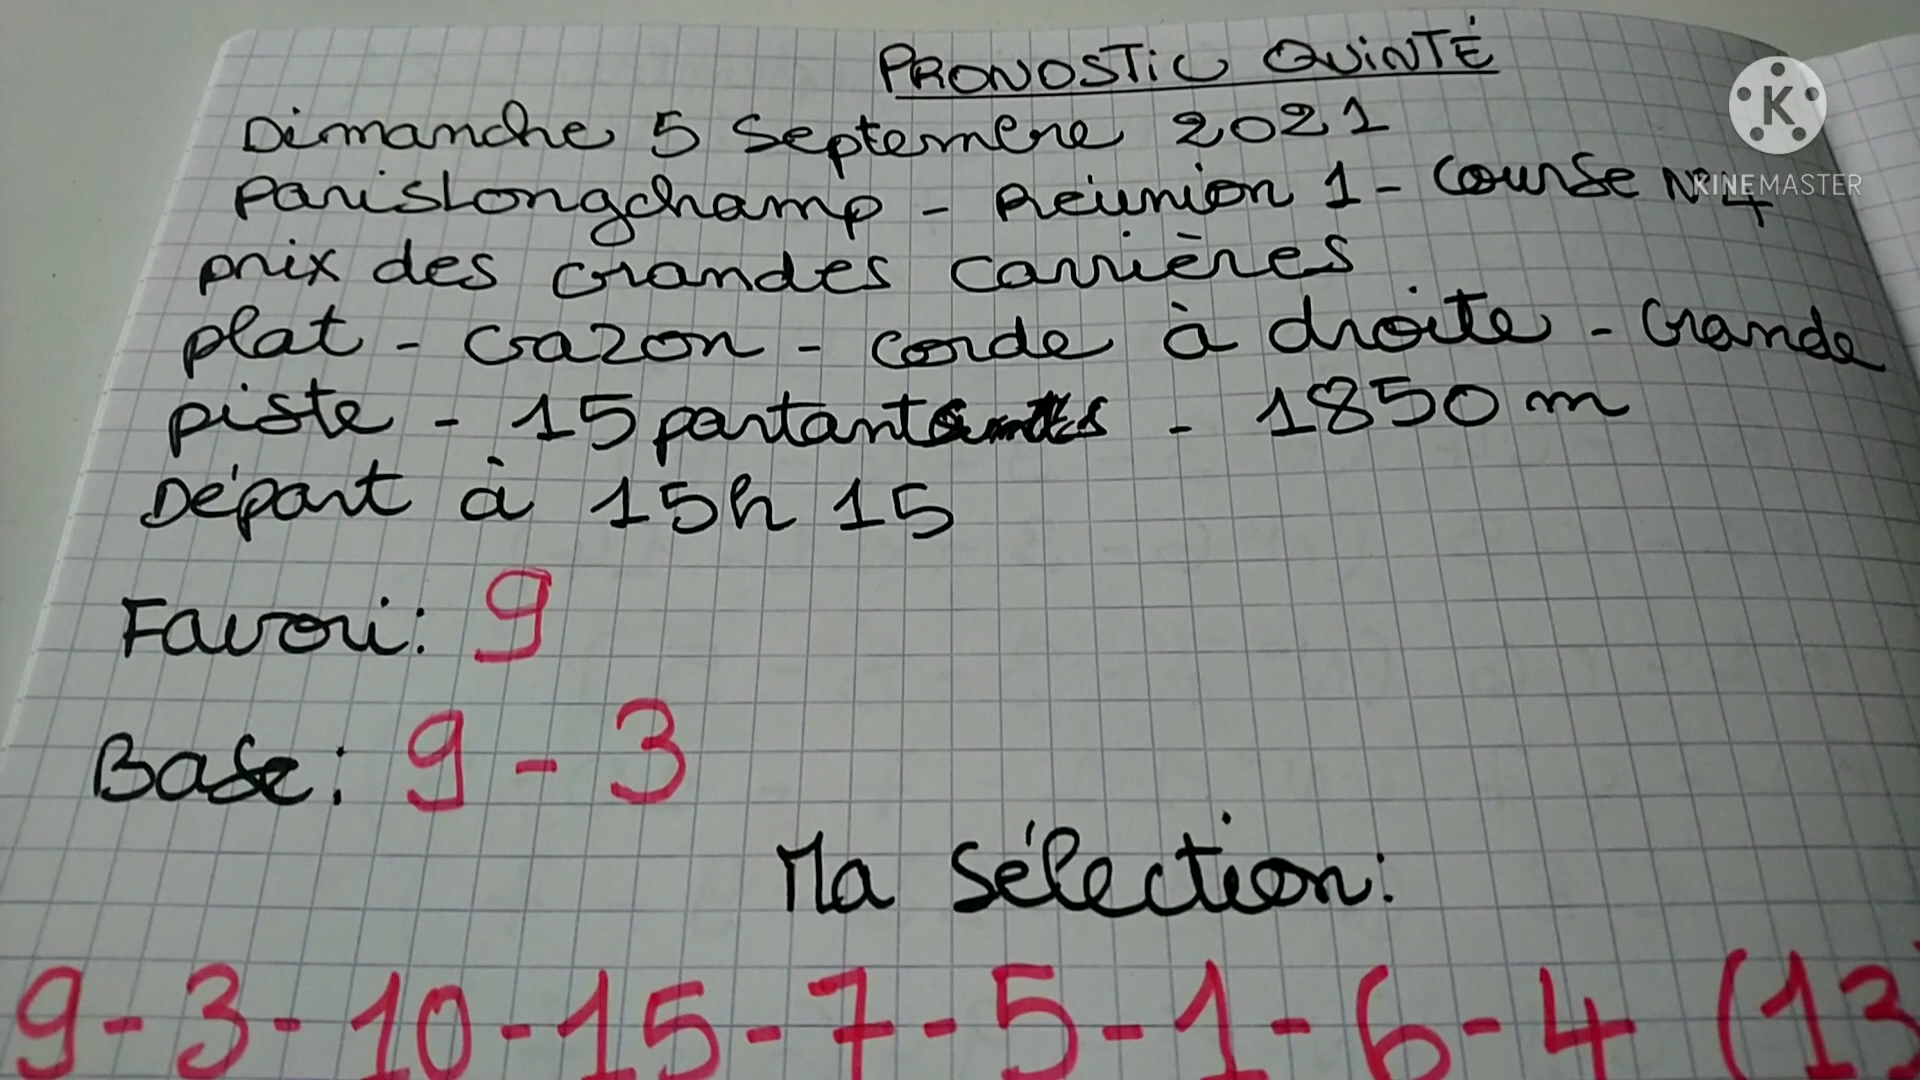 PRONOSTIC QUINTÉ
Dimanche 5 Septembre 2021
ParisLongchamp - Réunion 1 - Course N°4
prix des Grandes Carrières
plat - Gazon - corde à droite - Grande
piste - 15 partants - 1850 m
Départ à 15h15
Favori: 9
Base: 9 - 3
Ma Sélection:
9 - 3 - 10 - 15 - 7 - 5 - 1 - 6 - 4 (13)
K
KINEMASTER